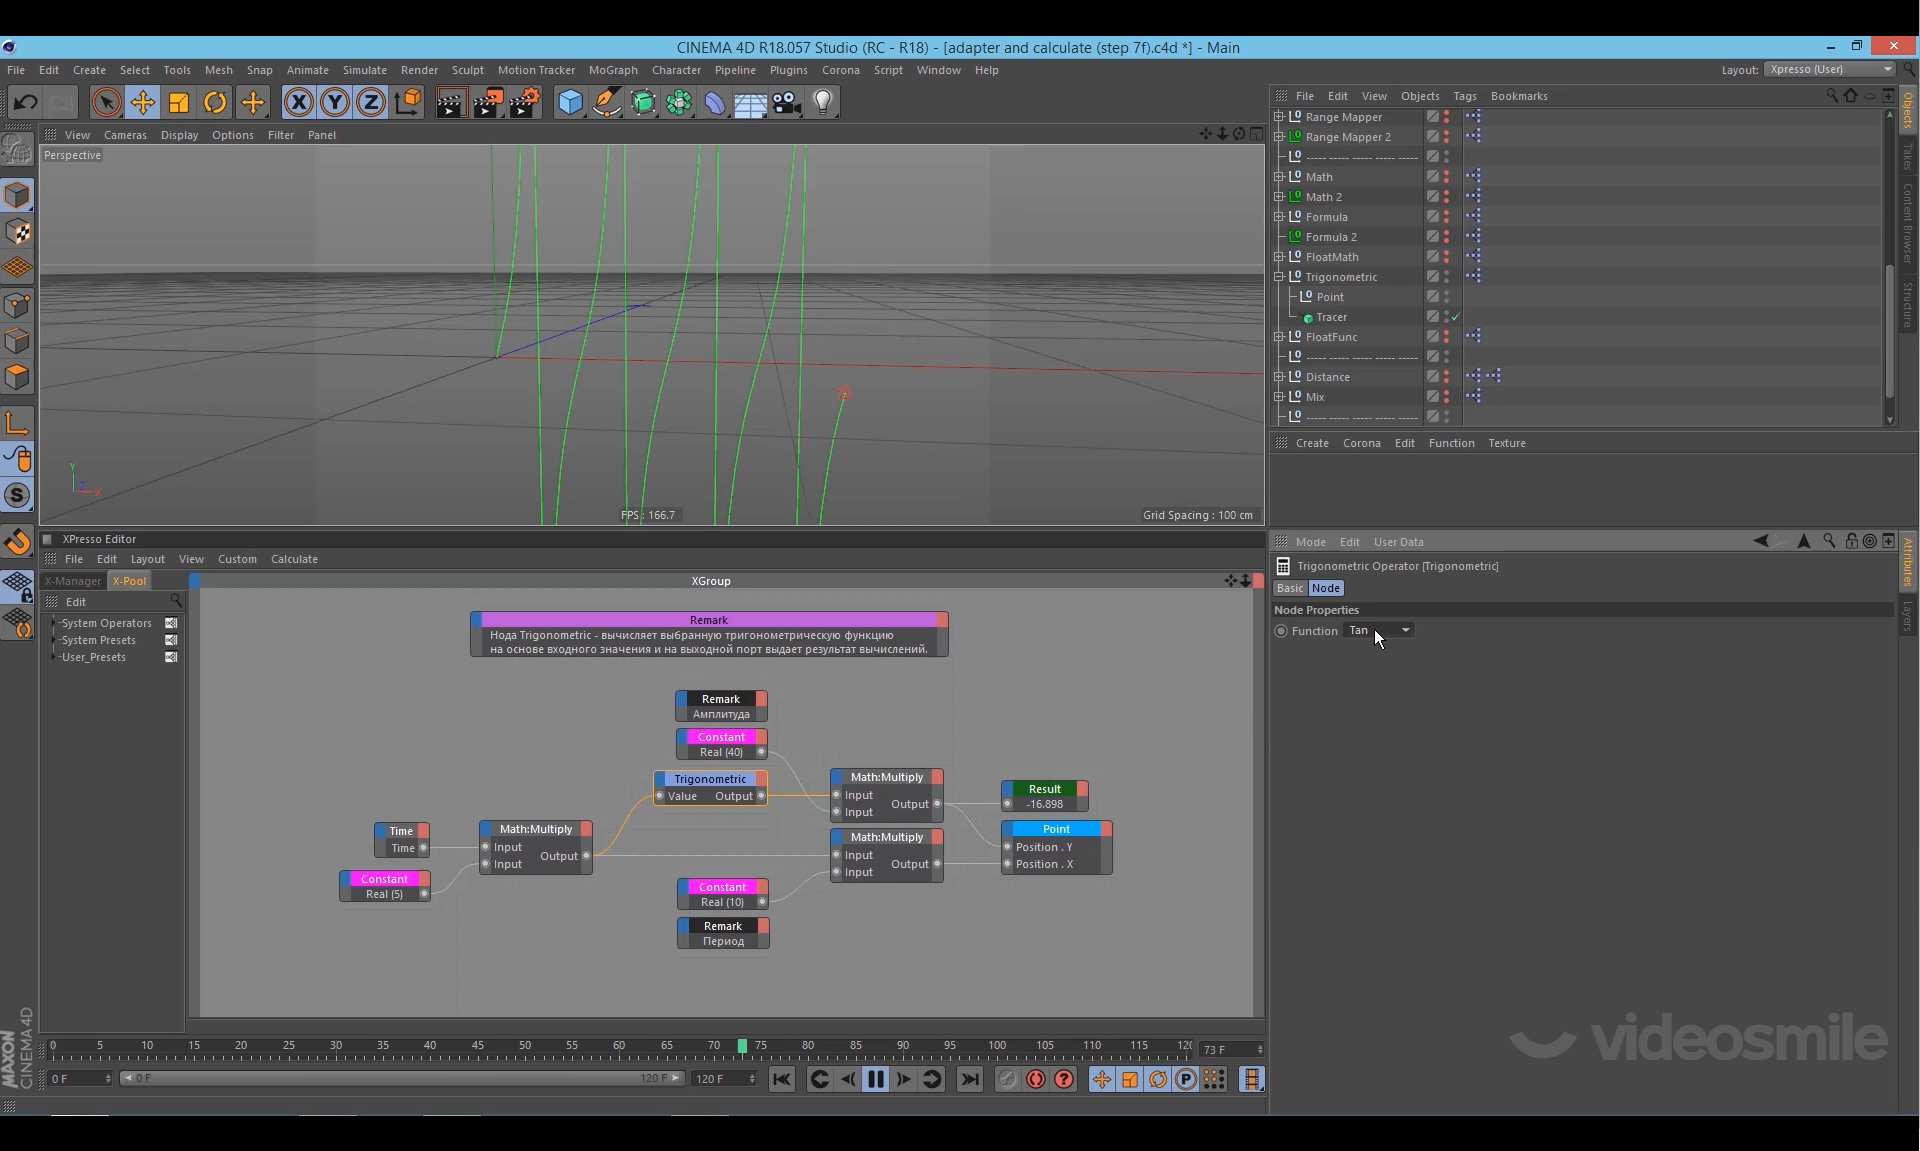 CINEMA 4D R18.057 Studio (RC - R18) - [adapter and calculate (step 7f).c4d *] - Main
File Edit Create Select Tools Mesh Snap Animate Simulate Render Sculpt Motion Tracker MoGraph Character Pipeline Plugins Corona Script Window Help
Layout: Xpresso (User)
X Y Z
View Cameras Display Options Filter Panel
Perspective
Y
Z X
FPS : 166.7
Grid Spacing : 100 cm
File Edit View Objects Tags Bookmarks
Range Mapper
Range Mapper 2
----- ----- ----- ----- -----
Math
Math 2
Formula
Formula 2
FloatMath
Trigonometric
Point
Tracer
FloatFunc
----- ----- ----- ----- -----
Distance
Mix
----- ----- ----- ----- -----
Objects
Takes
Content Browser
Structure
Create Corona Edit Function Texture
XPresso Editor
File Edit Layout View Custom Calculate
X-Manager X-Pool
Edit
System Operators
System Presets
User_Presets
XGroup
Remark
Нода Trigonometric - вычисляет выбранную тригонометрическую функцию
на основе входного значения и на выходной порт выдает результат вычислений.
Remark
Амплитуда
Constant
Real (40)
Trigonometric
Value Output
Math:Multiply
Input
Output
Input
Result
-16.898
Time
Time
Math:Multiply
Input
Output
Input
Math:Multiply
Input
Output
Input
Point
Position . Y
Position . X
Constant
Real (5)
Constant
Real (10)
Remark
Период
Mode Edit User Data
Trigonometric Operator [Trigonometric]
Basic Node
Node Properties
Function Tan
Attributes
Layers
videosmile
0 5 10 15 20 25 30 35 40 45 50 55 60 65 70 75 80 85 90 95 100 105 110 115 120
73 F
0 F
0 F
120 F
120 F
P
MAXON
CINEMA 4D